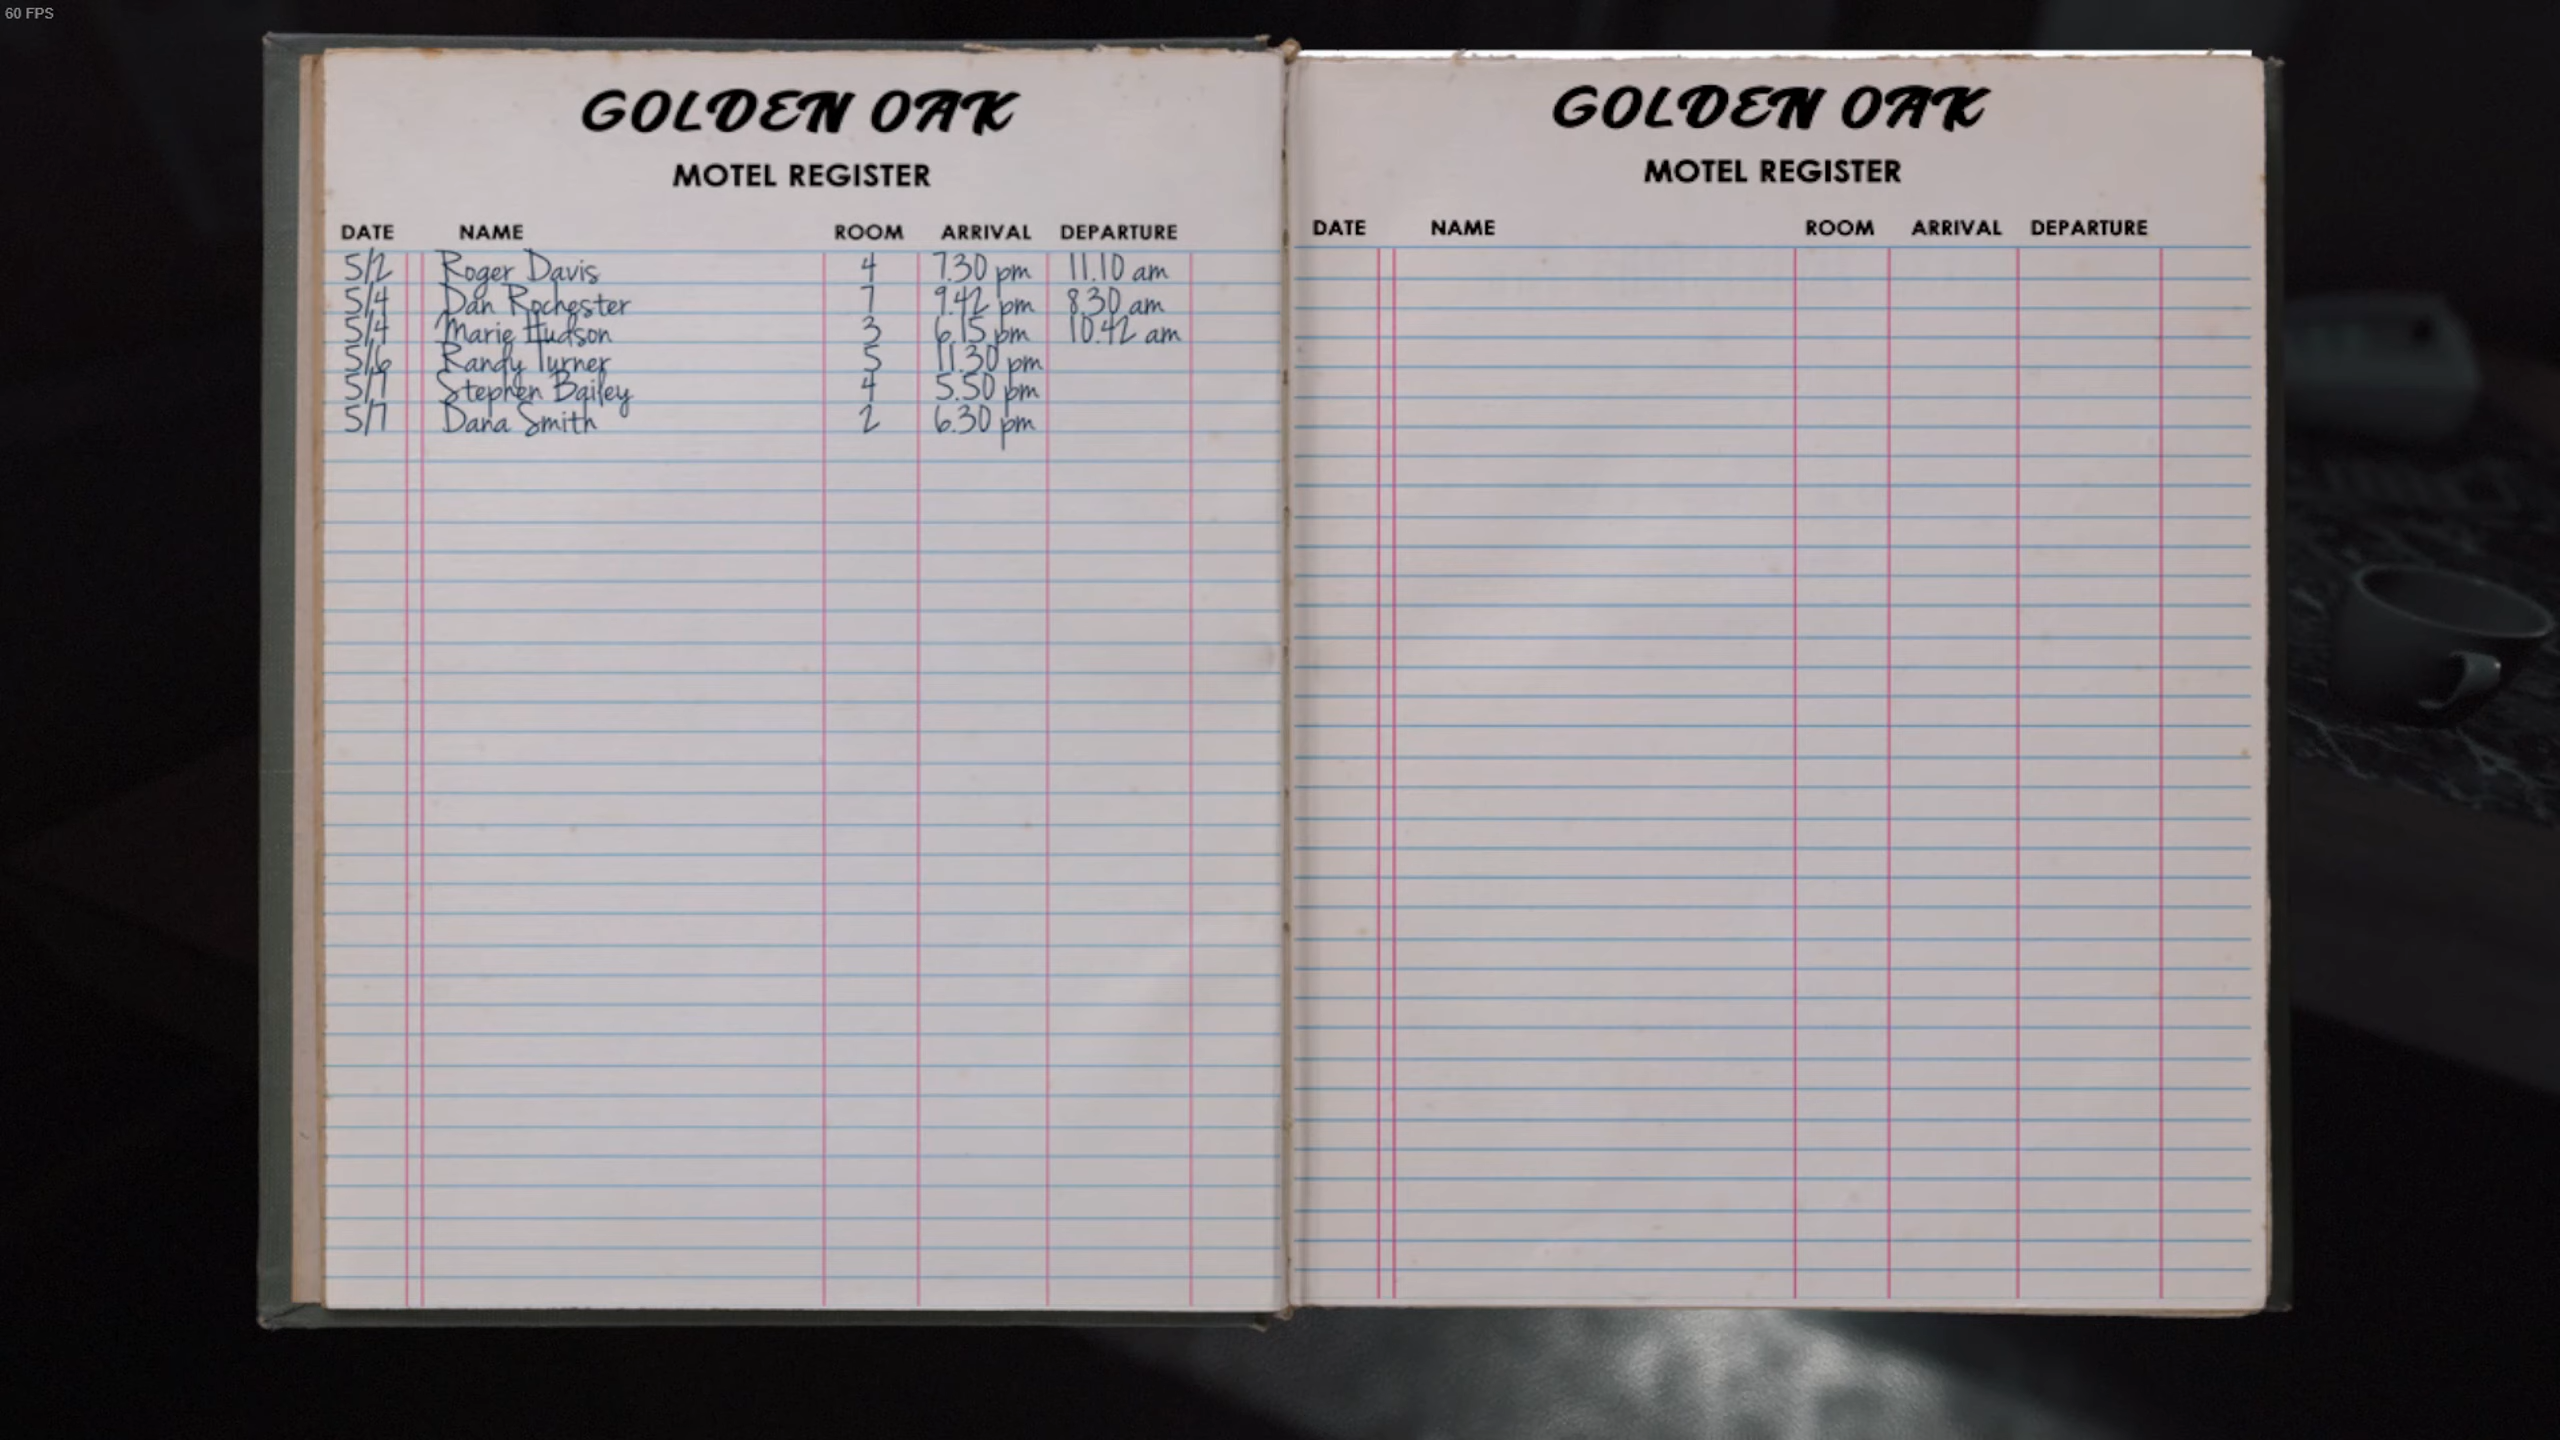 60 FPS
GOLDEN OAK
MOTEL REGISTER
DATE NAME ROOM ARRIVAL DEPARTURE
5/2 Roger Davis 4 7.30 pm 11.10 am
5/4 Dan Rochester 7 9.42 pm 8.30 am
5/4 Marie Hudson 3 6.15 pm 10.42 am
5/6 Randy Turner 5 11.30 pm
5/7 Stephen Bailey 4 5.50 pm
5/7 Dana Smith 2 6.30 pm
GOLDEN OAK
MOTEL REGISTER
DATE NAME ROOM ARRIVAL DEPARTURE